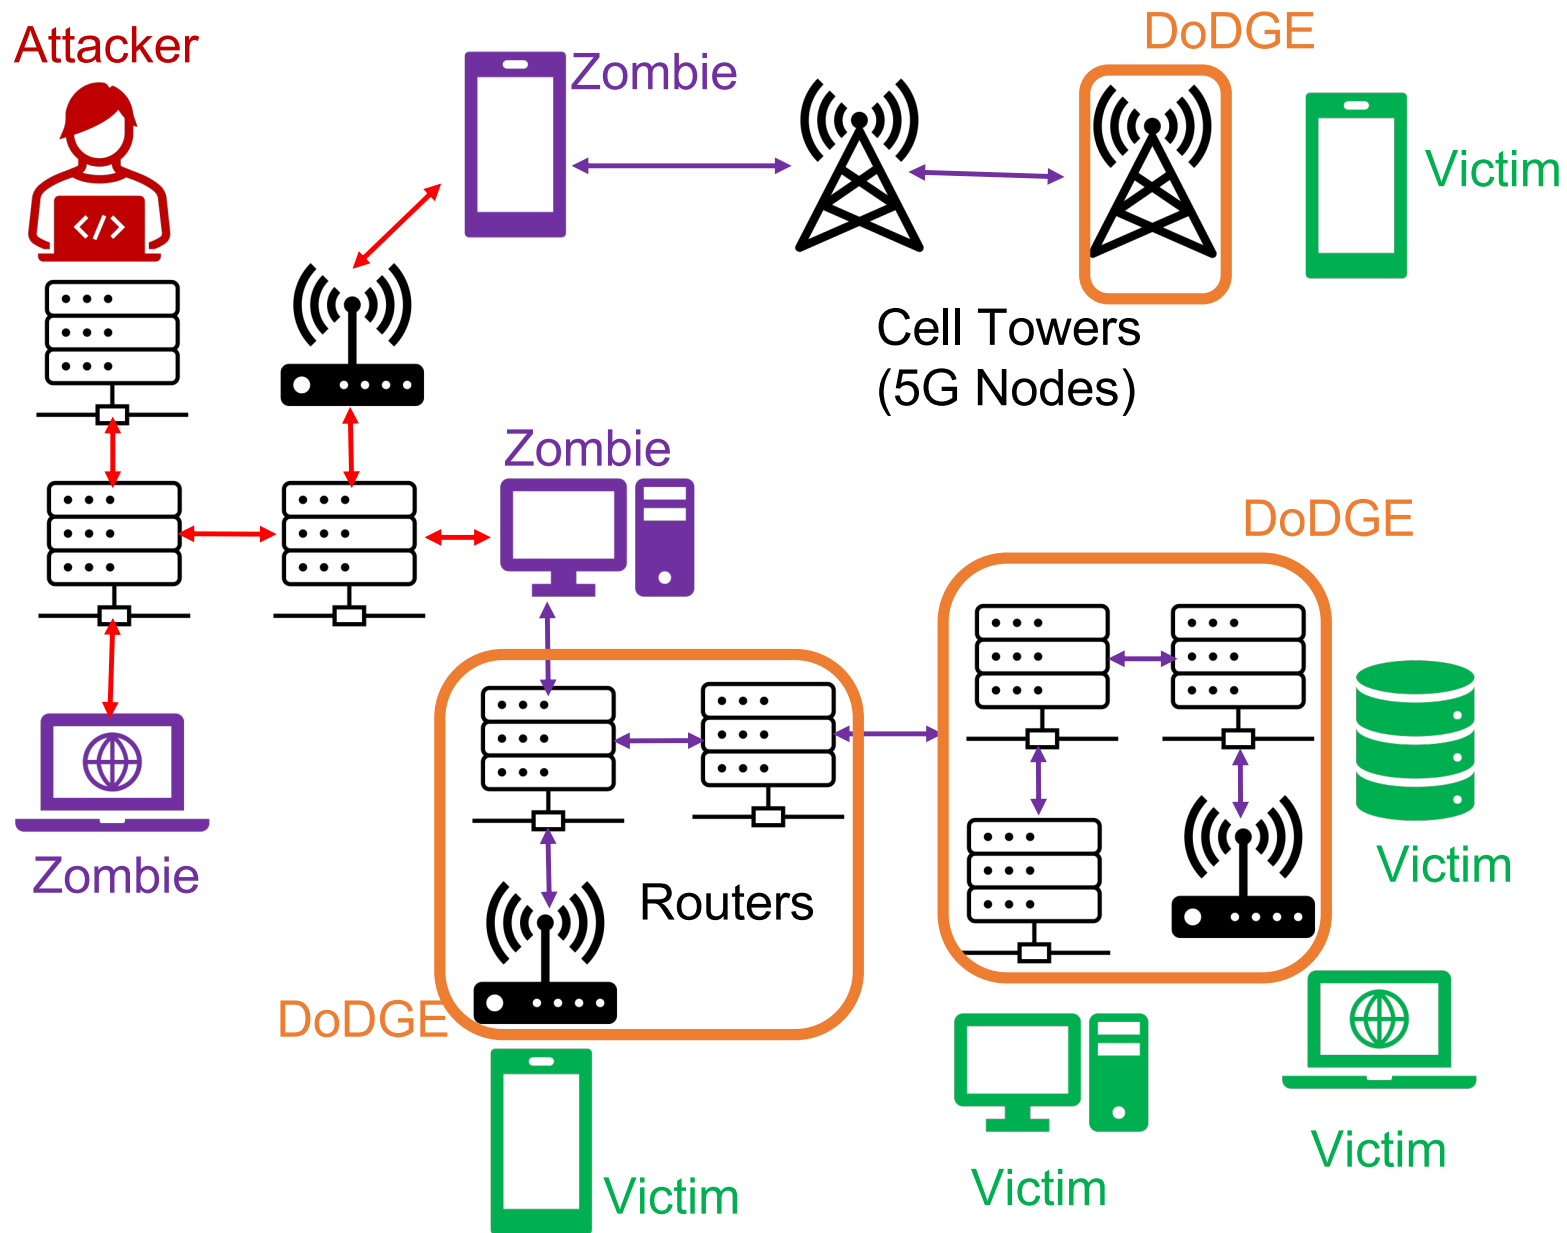 Attacker
Zombie
DoDGE
Victim
</>
Cell Towers
(5G Nodes)
Zombie
DoDGE
Zombie
Routers
Victim
DoDGE
Victim
Victim
Victim